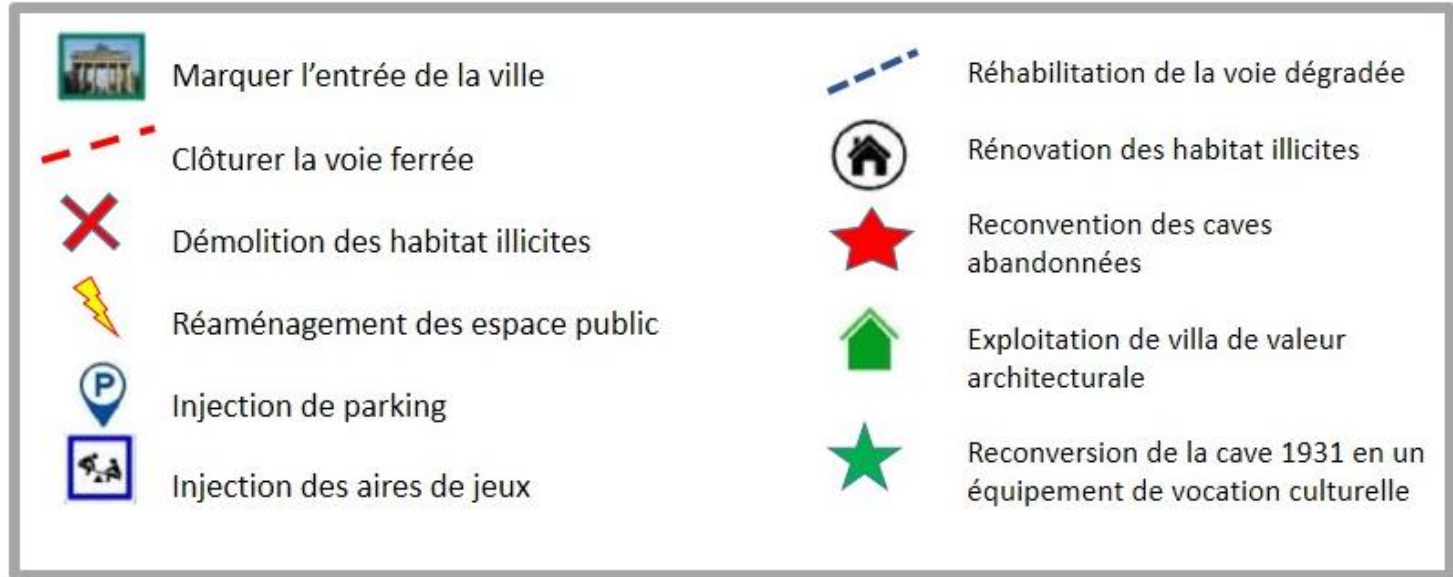 Marquer l'entrée de la ville
Clôturer la voie ferrée
Démolition des habitat illicites
Réaménagement des espace public
P
Injection de parking
Injection des aires de jeux
Réhabilitation de la voie dégradée
Rénovation des habitat illicites
Reconvention des caves
abandonnées
Exploitation de villa de valeur
architecturale
Reconversion de la cave 1931 en un
équipement de vocation culturelle